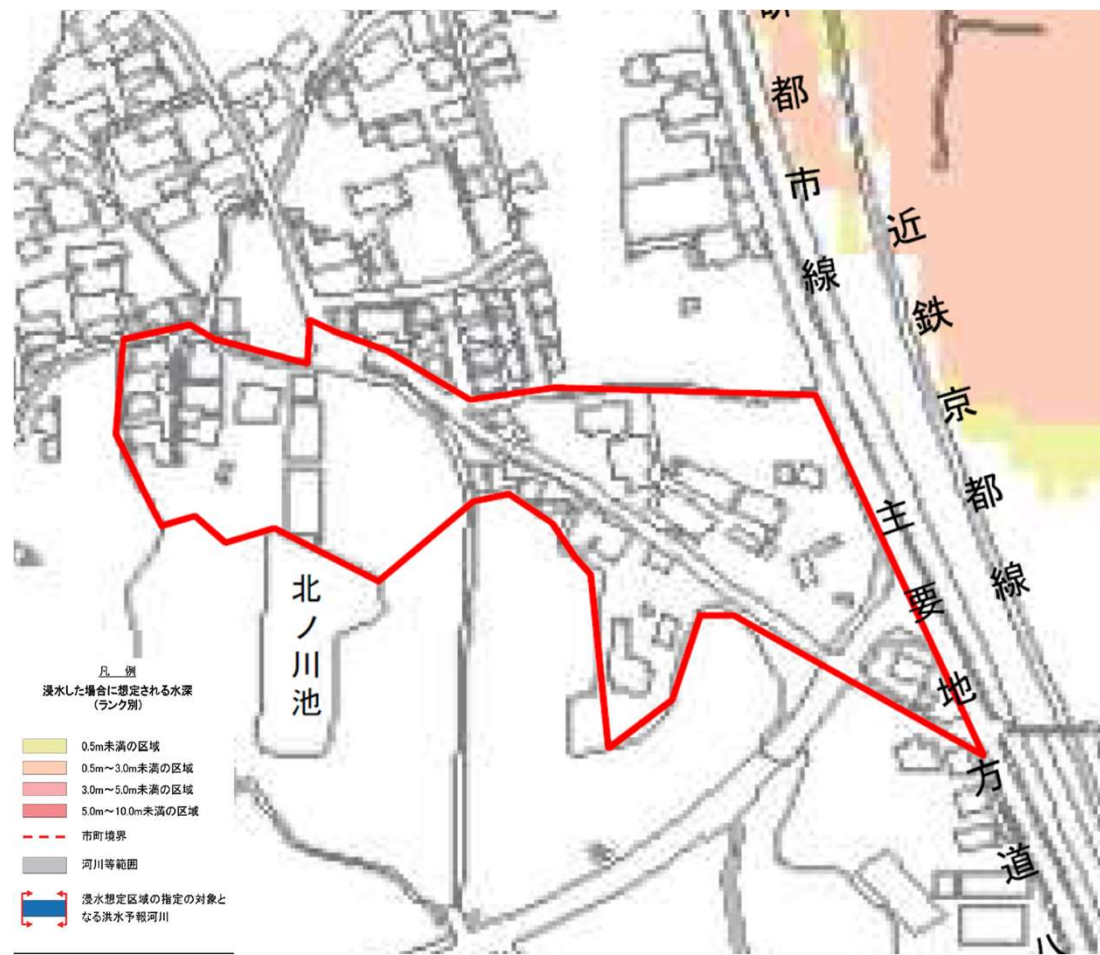 研都市線
近鉄京都線
主要地方道八
北ノ川池
凡 例
浸水した場合に想定される水深
(ランク別)
0.5m未満の区域
0.5m～3.0m未満の区域
3.0m～5.0m未満の区域
5.0m～10.0m未満の区域
市町境界
河川等範囲
浸水想定区域の指定の対象と
なる洪水予報河川